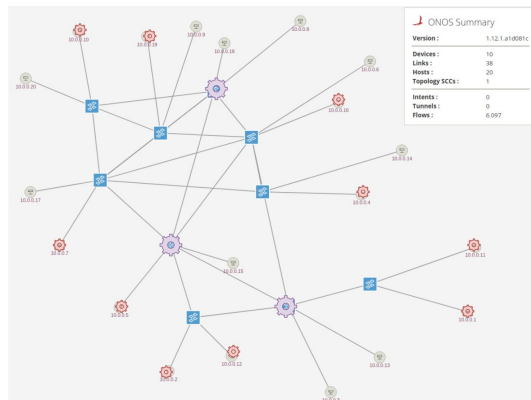 ONOS Summary
Version : 1.12.1.a1d081c
Devices : 10
Links : 38
Hosts : 20
Topology SCCs : 1
Intents : 0
Tunnels : 0
Flows : 6,097
10.0.0.10
10.0.0.19
10.0.0.9
10.0.0.18
10.0.0.8
10.0.0.20
10.0.0.6
10.0.0.16
10.0.0.14
10.0.0.17
10.0.0.4
10.0.0.7
10.0.0.11
10.0.0.15
10.0.0.5
10.0.0.1
10.0.0.2
10.0.0.12
10.0.0.13